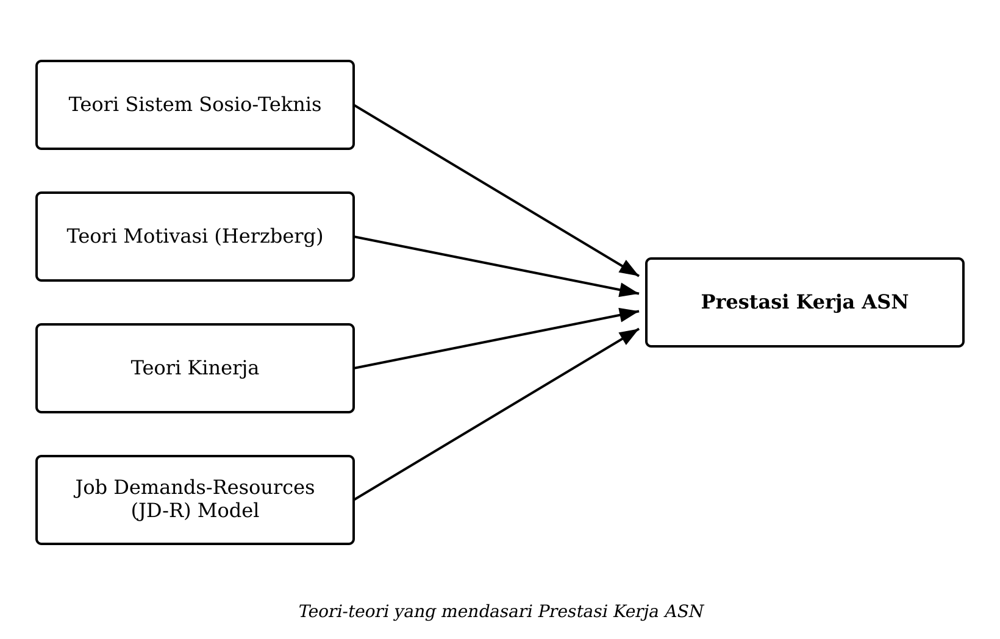 Teori Sistem Sosio-Teknis
Teori Motivasi (Herzberg)
Prestasi Kerja ASN
Teori Kinerja
Job Demands-Resources
(JD-R) Model
Teori-teori yang mendasari Prestasi Kerja ASN